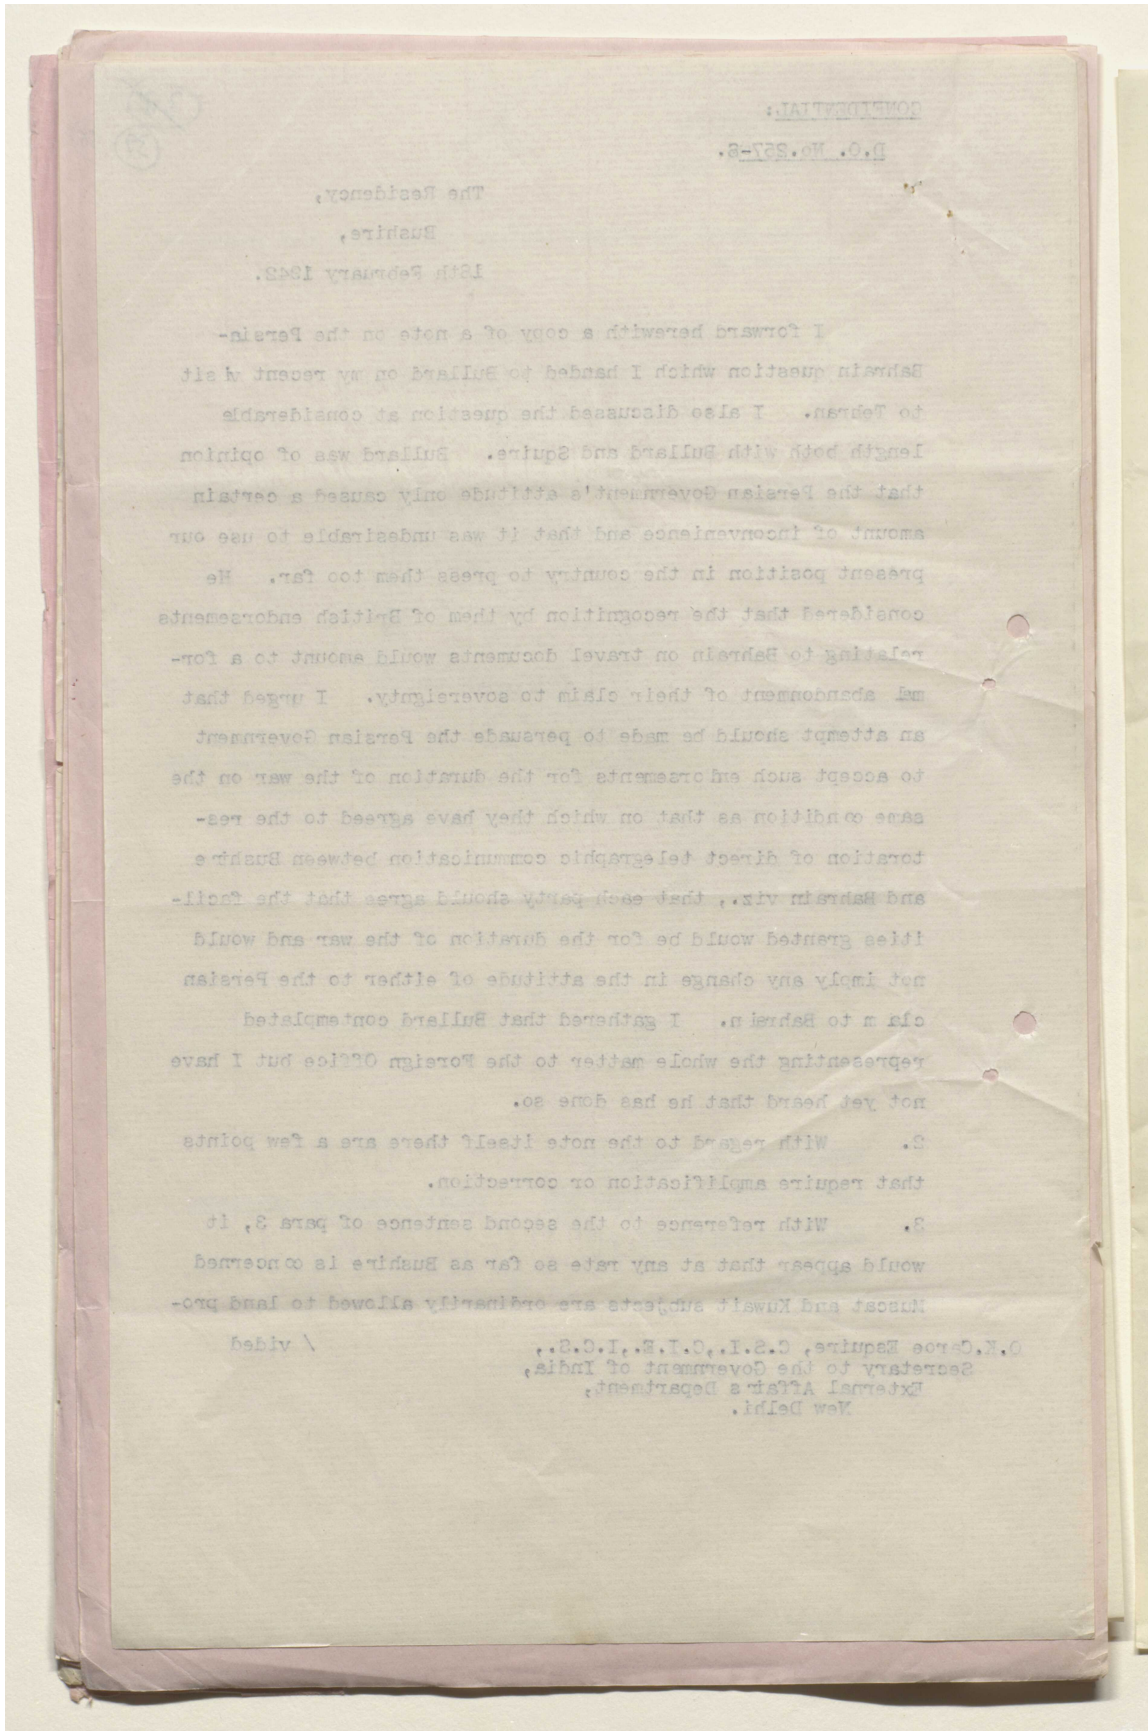 CONFIDENTIAL:
D.O. No.257-S.
The Residency,
Bushire,
16th February 1942.
I forward herewith a copy of a note on the Persin-
Bahrain question which I handed to Bullard on my recent visit
to Tehran. I also discussed the question at considerable
length both with Bullard and Squire. Bullard was of opinion
that the Persian Government's attitude only caused a certain
amount of inconvenience and that it was undesirable to use our
present position in the country to press them too far. He
considered that the recognition by them of British endorsements
relating to Bahrain on travel documents would amount to a for-
mal abandonment of their claim to sovereignty. I urged that
an attempt should be made to persuade the Persian Government
to accept such endorsements for the duration of the war on the
same condition as that on which they have agreed to the res-
toration of direct telegraphic communication between Bushire
and Bahrain viz., that each party should agree that the facil-
ities granted would be for the duration of the war and would
not imply any change in the attitude of either to the Persian
claim to Bahrain. I gathered that Bullard contemplated
representing the whole matter to the Foreign Office but I have
not yet heard that he has done so.
2. With regard to the note itself there are a few points
that require amplification or correction.
3. With reference to the second sentence of para 3, it
would appear that at any rate so far as Bushire is concerned
Muscat and Kuwait subjects are ordinarily allowed to land pro-
/ vided
O.K.Caroe Esquire, C.S.I.,C.I.E.,I.C.S.,
Secretary to the Government of India,
External Affairs Department,
New Delhi.